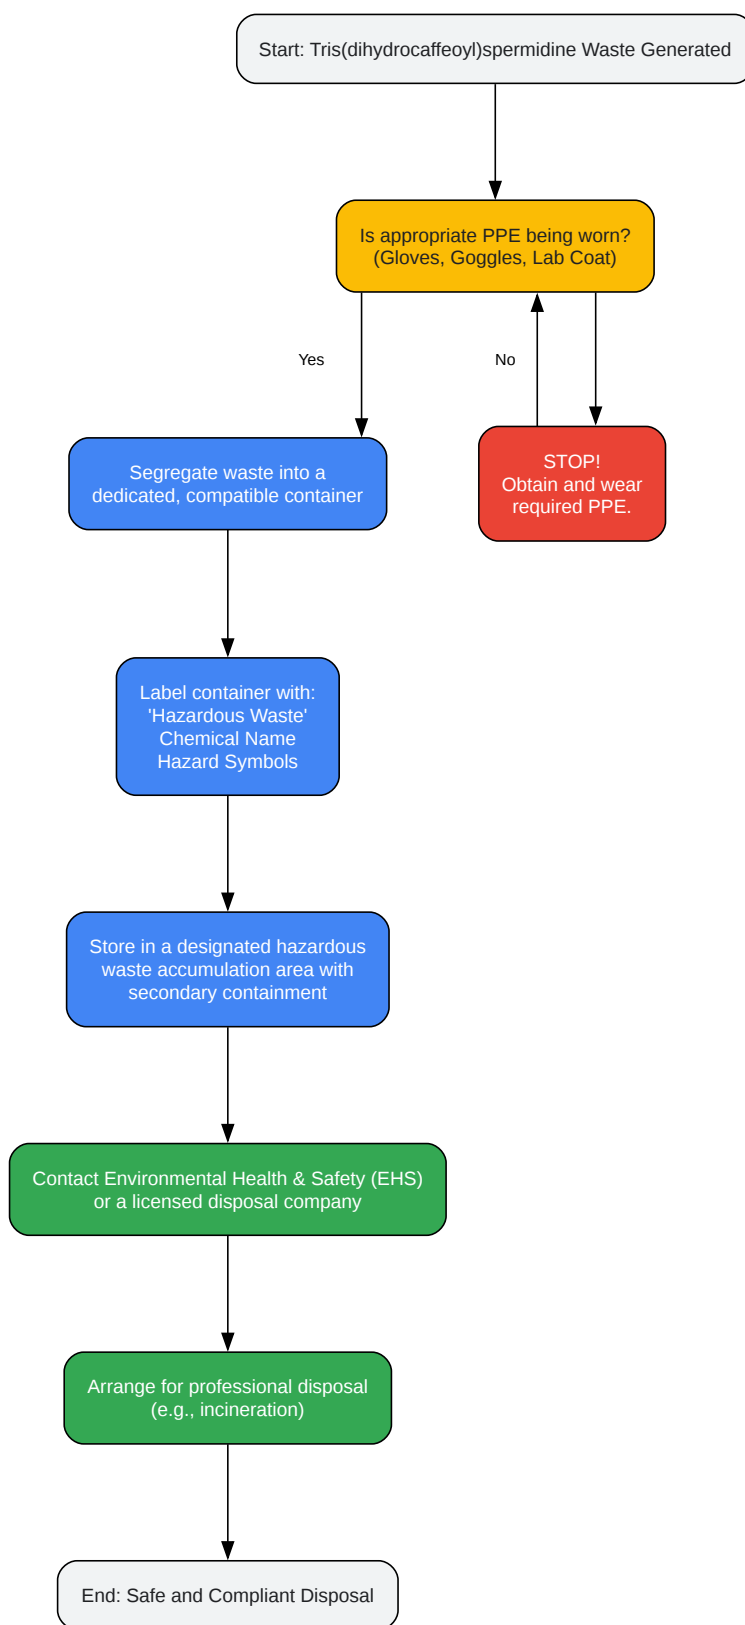 Start: Tris(dihydrocaffeoyl)spermidine Waste Generated
Is appropriate PPE being worn?
(Gloves, Goggles, Lab Coat)
Yes
No
Segregate waste into a
dedicated, compatible container
STOP!
Obtain and wear
required PPE.
Label container with:
'Hazardous Waste'
Chemical Name
Hazard Symbols
Store in a designated hazardous
waste accumulation area with
secondary containment
Contact Environmental Health & Safety (EHS)
or a licensed disposal company
Arrange for professional disposal
(e.g., incineration)
End: Safe and Compliant Disposal